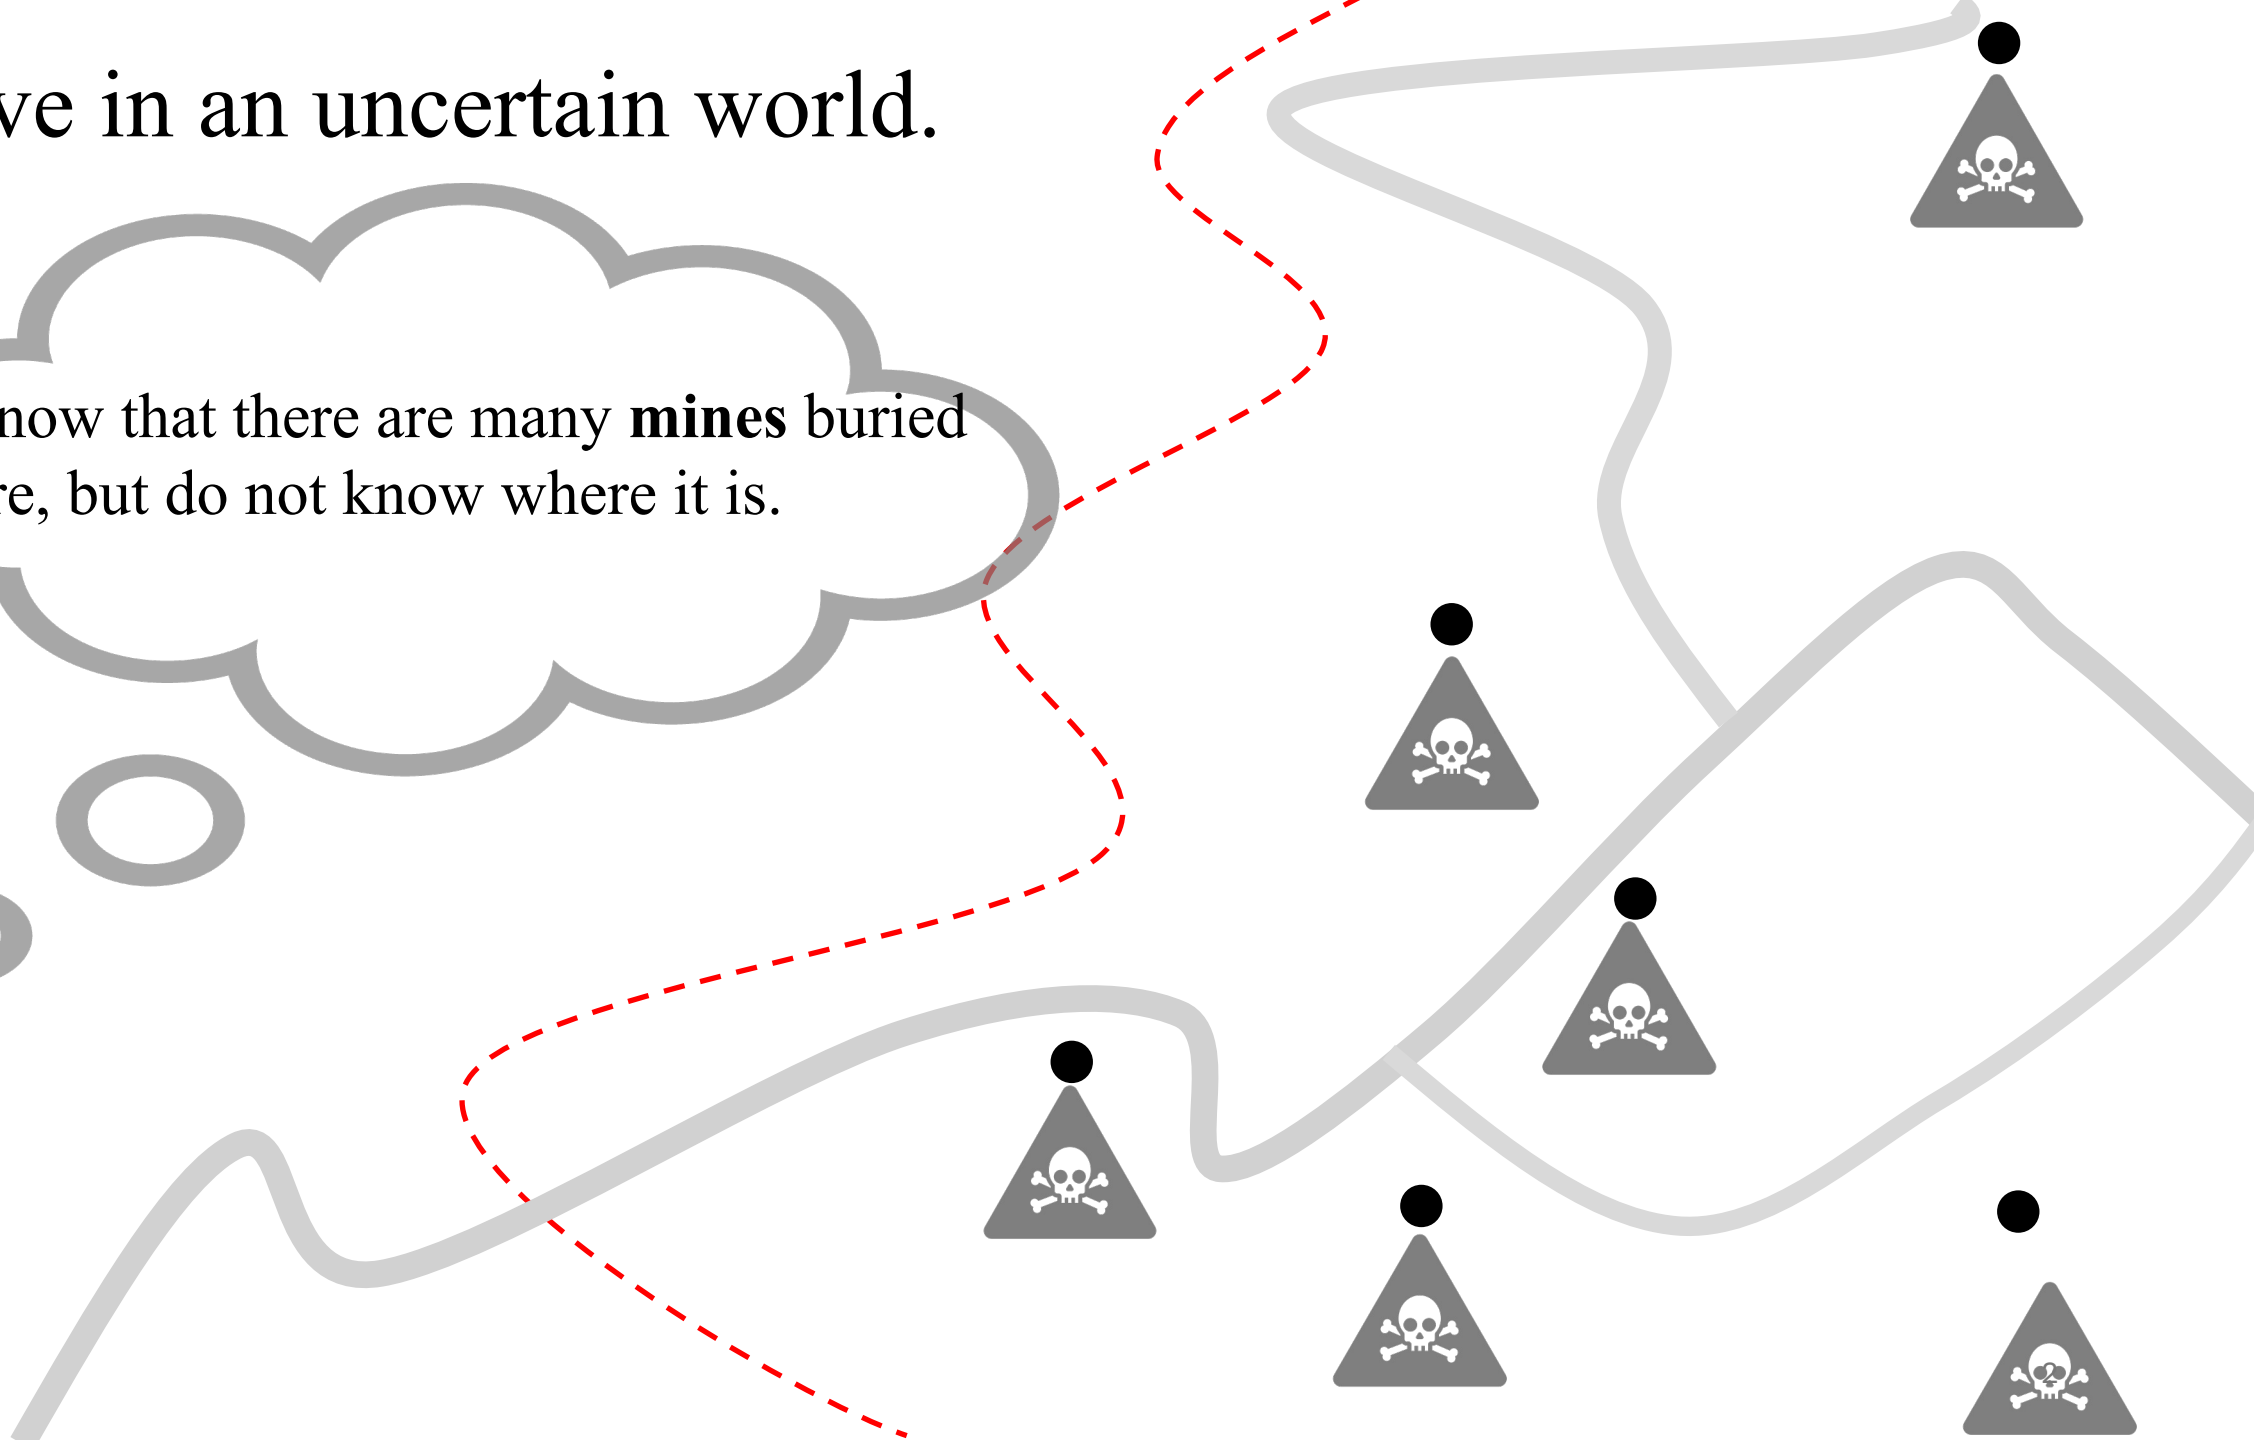 ve in an uncertain world.
now that there are many mines buried
re, but do not know where it is.
2